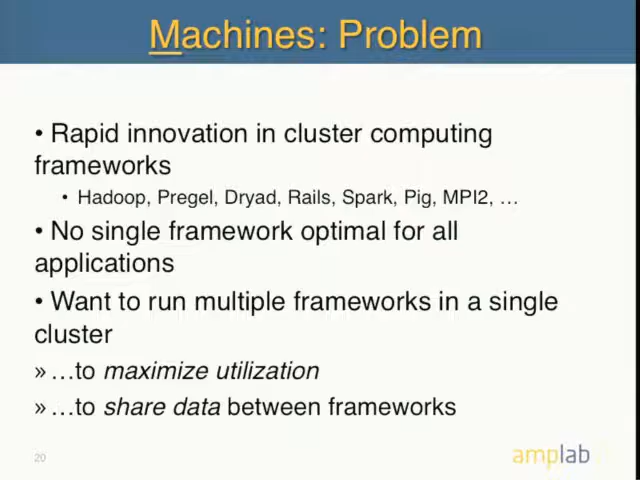 Machines: Problem
• Rapid innovation in cluster computing
frameworks
• Hadoop, Pregel, Dryad, Rails, Spark, Pig, MPI2, …
• No single framework optimal for all
applications
• Want to run multiple frameworks in a single
cluster
» …to maximize utilization
» …to share data between frameworks
20
amplab